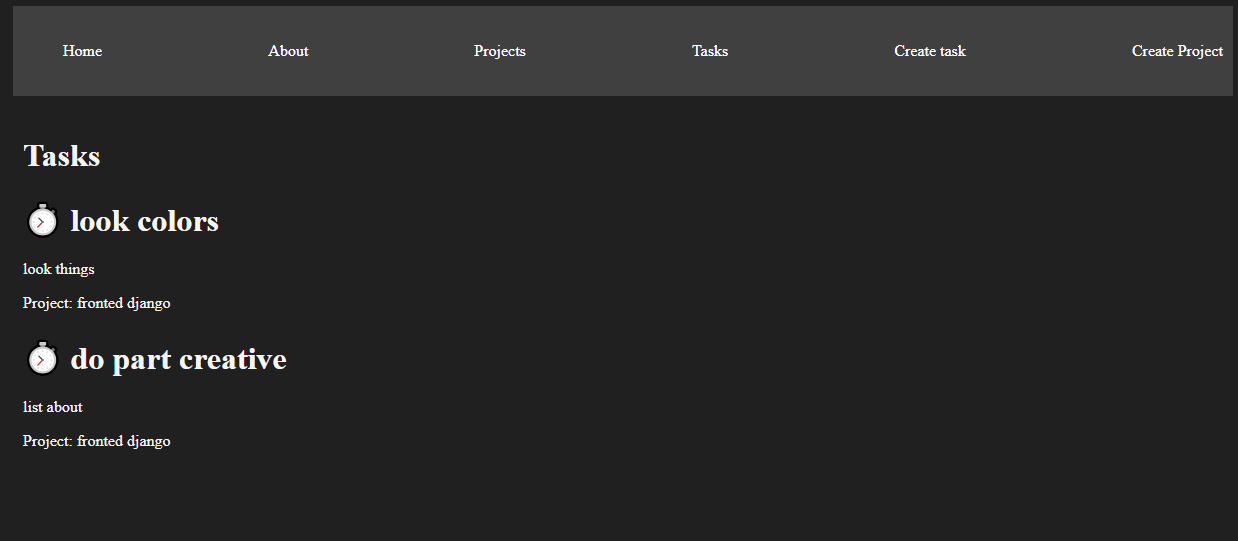 Home About Projects Tasks Create task Create Project
Tasks
look colors
look things
Project: fronted django
do part creative
list about
Project: fronted django